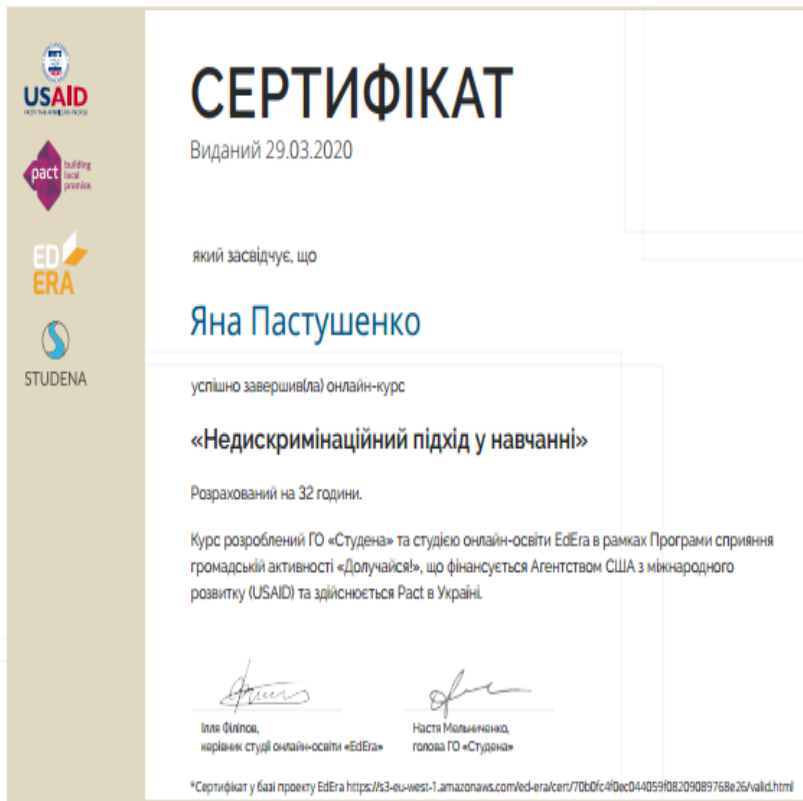 USAID
FROM THE AMERICAN PEOPLE
pact building local promise.
ED
ERA
STUDENA
СЕРТИФІКАТ
Виданий 29.03.2020
який засвідчує, що
Яна Пастушенко
успішно завершив(ла) онлайн-курс
«Недискримінаційний підхід у навчанні»
Розрахований на 32 години.
Курс розроблений ГО «Студена» та студією онлайн-освіти EdEra в рамках Програми сприяння
громадській активності «Долучайся!», що фінансується Агентством США з міжнародного
розвитку (USAID) та здійснюється Pact в Україні.
Ілля Філіпов,
керівник студії онлайн-освіти «EdEra»
Настя Мельниченко,
голова ГО «Студена»
*Сертифікат у базі проекту EdEra https://s3-eu-west-1.amazonaws.com/ed-era/cert/70b0fc4f0ec044059f08209089768e26/valid.html